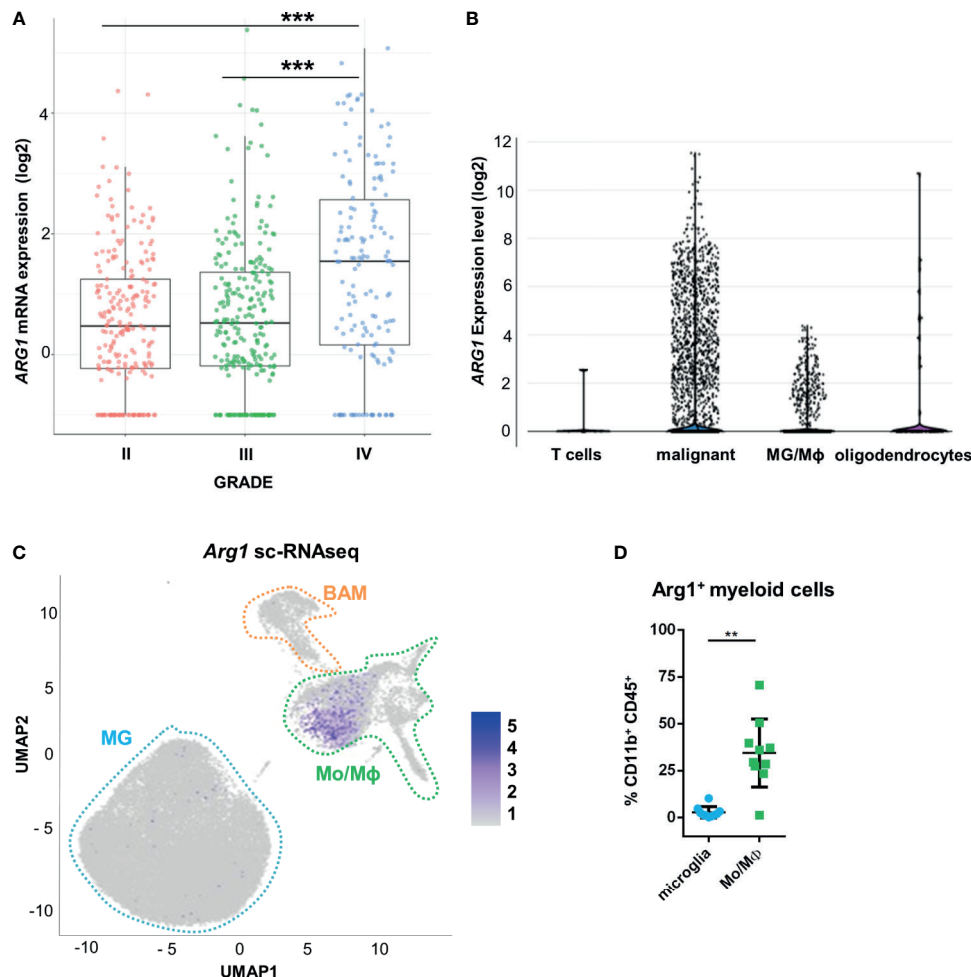 A
***
***
ARG1 mRNA expression (log2)
4
2
0
II
III
IV
GRADE
B
ARG1 Expression level (log2)
12
10
8
6
4
2
0
T cells
malignant
MG/Mϕ
oligodendrocytes
C
Arg1 sc-RNAseq
BAM
MG
Mo/Mϕ
UMAP2
10
5
0
- 5
-10
-10
- 5
0
5
10
UMAP1
5
4
3
2
1
D
Arg1⁺ myeloid cells
**
% CD11b⁺ CD45⁺
100
75
50
25
0
microglia
Mo/MΦ